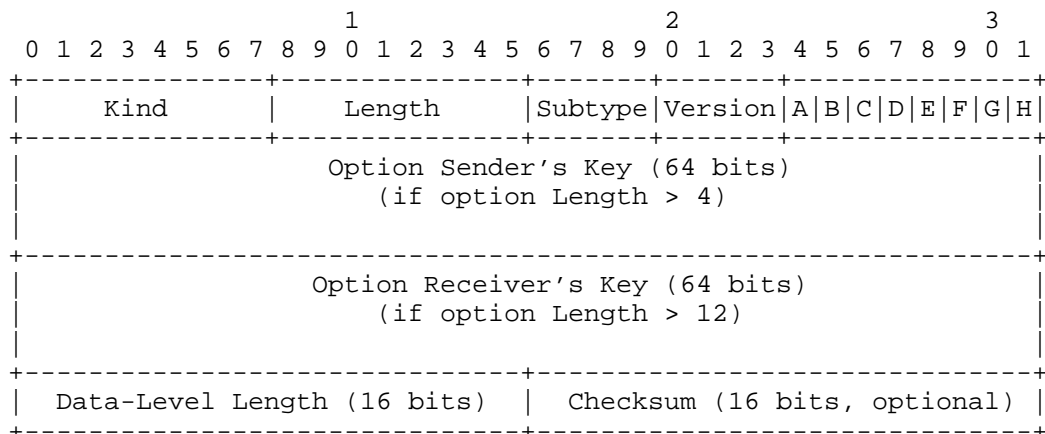 1                   2                   3
 0 1 2 3 4 5 6 7 8 9 0 1 2 3 4 5 6 7 8 9 0 1 2 3 4 5 6 7 8 9 0 1
+---------------+---------------+-------+-------+---------------+
|     Kind      |    Length     |Subtype|Version|A|B|C|D|E|F|G|H|
+---------------+---------------+-------+-------+---------------+
|                   Option Sender's Key (64 bits)               |
|                      (if option Length > 4)                   |
|                                                               |
+---------------------------------------------------------------+
|                  Option Receiver's Key (64 bits)              |
|                      (if option Length > 12)                  |
|                                                               |
+-------------------------------+-------------------------------+
|  Data-Level Length (16 bits)  |  Checksum (16 bits, optional) |
+-------------------------------+-------------------------------+